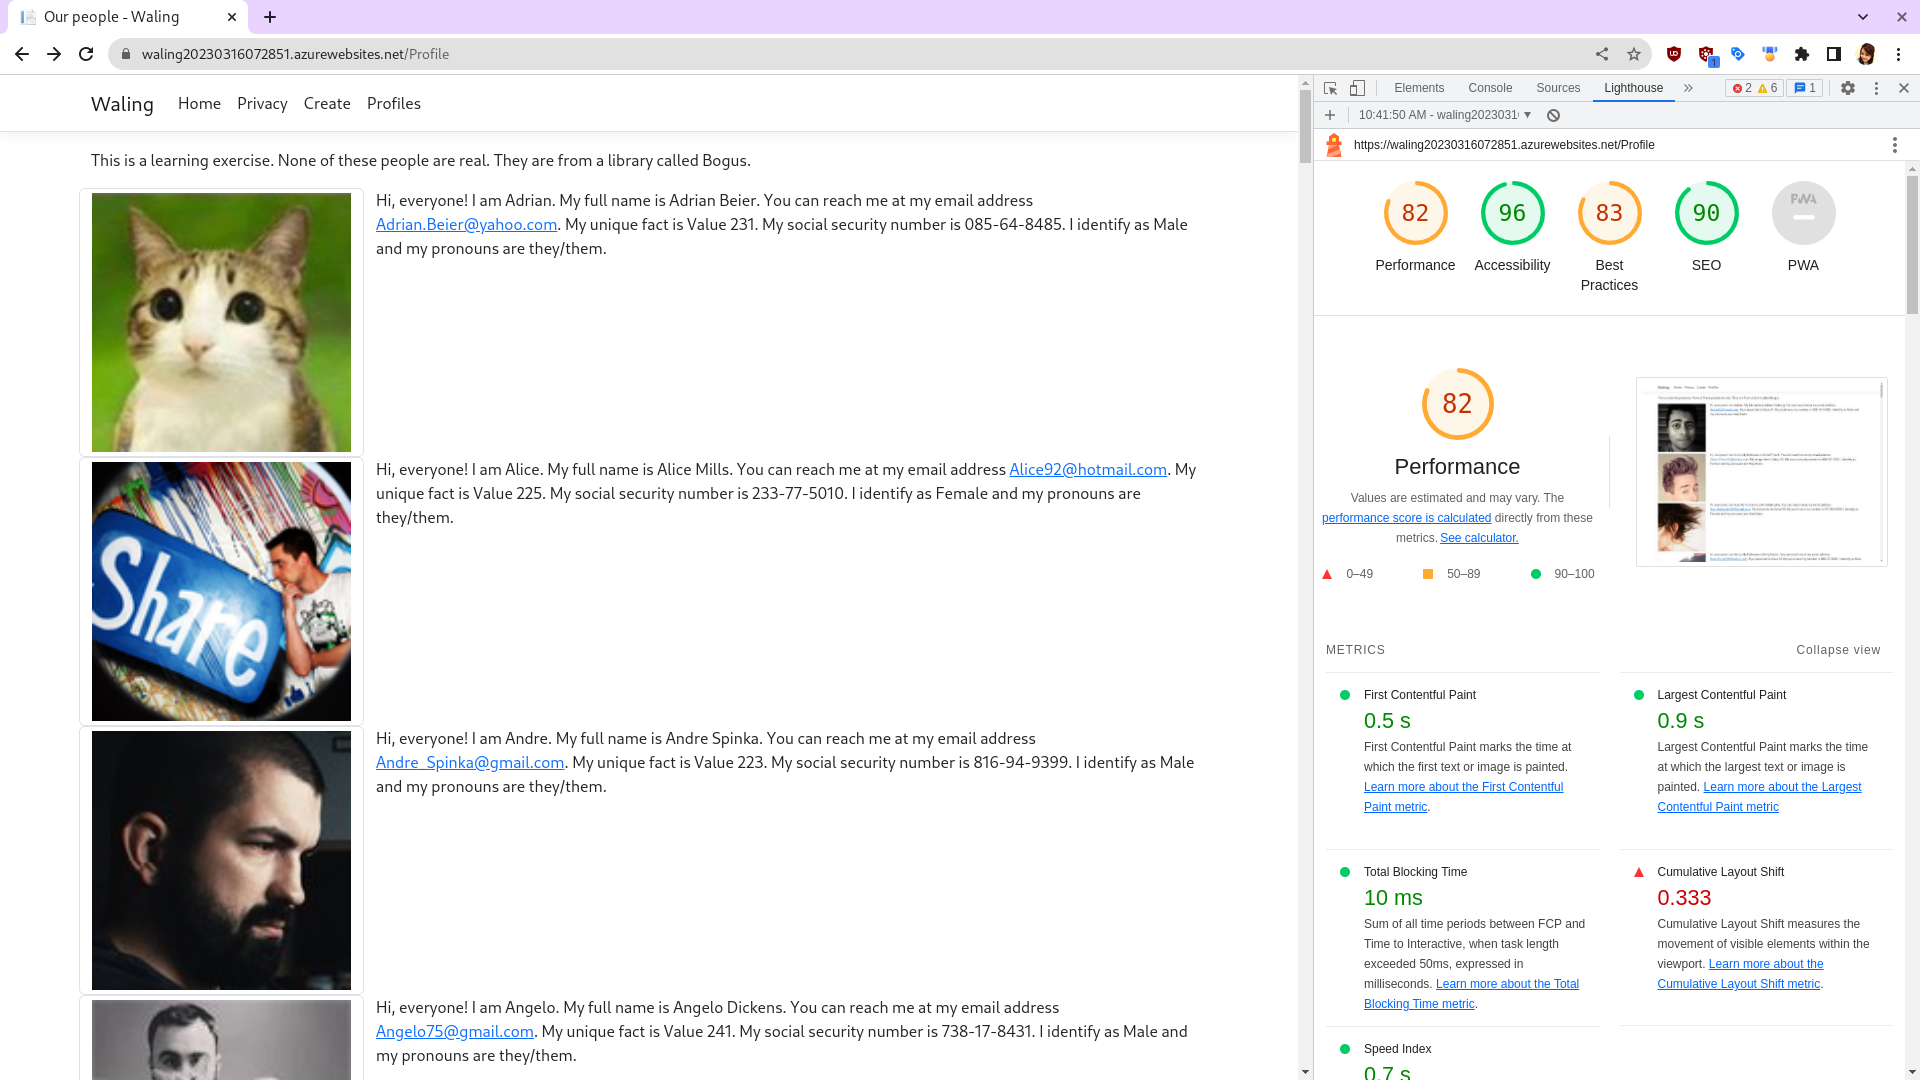 Our people - Waling
waling20230316072851.azurewebsites.net/Profile
1
Waling
Home
Privacy
Create
Profiles
This is a learning exercise. None of these people are real. They are from a library called Bogus.
Hi, everyone! I am Adrian. My full name is Adrian Beier. You can reach me at my email address
Adrian.Beier@yahoo.com. My unique fact is Value 231. My social security number is 085-64-8485. I identify as Male
and my pronouns are they/them.
Share
Hi, everyone! I am Alice. My full name is Alice Mills. You can reach me at my email address Alice92@hotmail.com. My
unique fact is Value 225. My social security number is 233-77-5010. I identify as Female and my pronouns are
they/them.
Hi, everyone! I am Andre. My full name is Andre Spinka. You can reach me at my email address
Andre_Spinka@gmail.com. My unique fact is Value 223. My social security number is 816-94-9399. I identify as Male
and my pronouns are they/them.
Hi, everyone! I am Angelo. My full name is Angelo Dickens. You can reach me at my email address
Angelo75@gmail.com. My unique fact is Value 241. My social security number is 738-17-8431. I identify as Male and
my pronouns are they/them.
Elements
Console
Sources
Lighthouse
2
6
1
10:41:50 AM - waling2023031
https://waling20230316072851.azurewebsites.net/Profile
82
Performance
96
Accessibility
83
Best
Practices
90
SEO
PWA
PWA
82
Performance
Values are estimated and may vary. The
performance score is calculated directly from these
metrics. See calculator.
0–49
50–89
90–100
METRICS
Collapse view
First Contentful Paint
0.5 s
First Contentful Paint marks the time at
which the first text or image is painted.
Learn more about the First Contentful
Paint metric.
Largest Contentful Paint
0.9 s
Largest Contentful Paint marks the time
at which the largest text or image is
painted. Learn more about the Largest
Contentful Paint metric
Total Blocking Time
10 ms
Sum of all time periods between FCP and
Time to Interactive, when task length
exceeded 50ms, expressed in
milliseconds. Learn more about the Total
Blocking Time metric.
Cumulative Layout Shift
0.333
Cumulative Layout Shift measures the
movement of visible elements within the
viewport. Learn more about the
Cumulative Layout Shift metric.
Speed Index
0.7 s